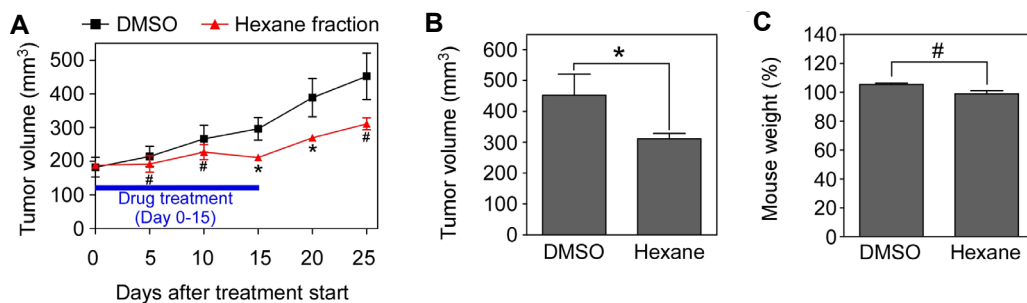 A
DMSO
Hexane fraction
Tumor volume (mm³)
500
400
300
200
100
0
#
#
*
*
#
Drug treatment
(Day 0-15)
0 5 10 15 20 25
Days after treatment start
B
Tumor volume (mm³)
600
500
400
300
200
100
0
*
DMSO Hexane
C
Mouse weight (%)
140
120
100
80
60
40
20
0
#
DMSO Hexane